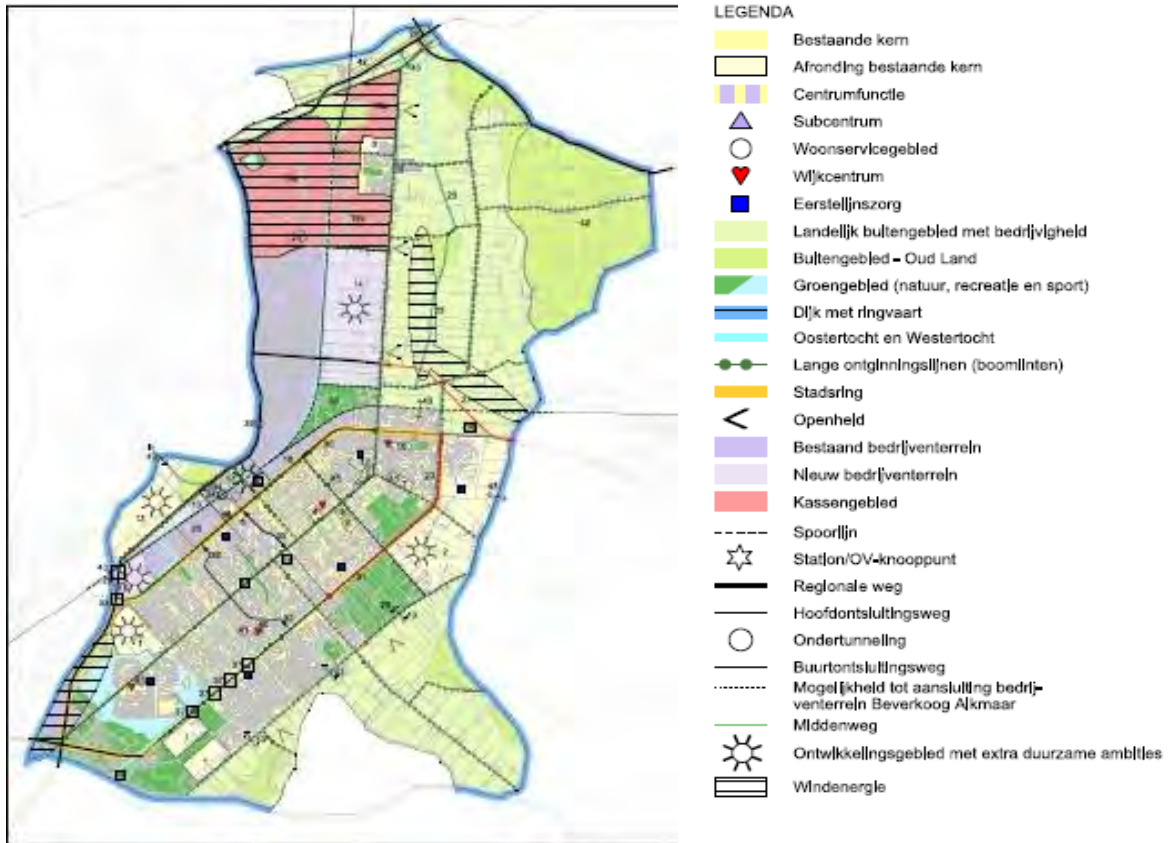 LEGENDA
Bestaande kern
Afronding bestaande kern
Centrumfunctie
Subcentrum
Woonservicegebied
Wijkcentrum
Eerstelijnszorg
Landelijk buitengebied met bedrijvigheid
Buitengebied - Oud Land
Groengebied (natuur, recreatie en sport)
Dijk met ringvaart
Oostertocht en Westertocht
Lange ontginningslijnen (boomlinten)
Stadsring
Openheid
Bestaand bedrijventerrein
Nieuw bedrijventerrein
Kassengebied
Spoorlijn
Station/OV-knooppunt
Regionale weg
Hoofdontsluitingsweg
Ondertunneling
Buurtontsluitingsweg
Mogelijkheid tot aansluiting bedrij-
venterrein Beverkoog Alkmaar
Middenweg
Ontwikkelingsgebied met extra duurzame ambities
Windenergie